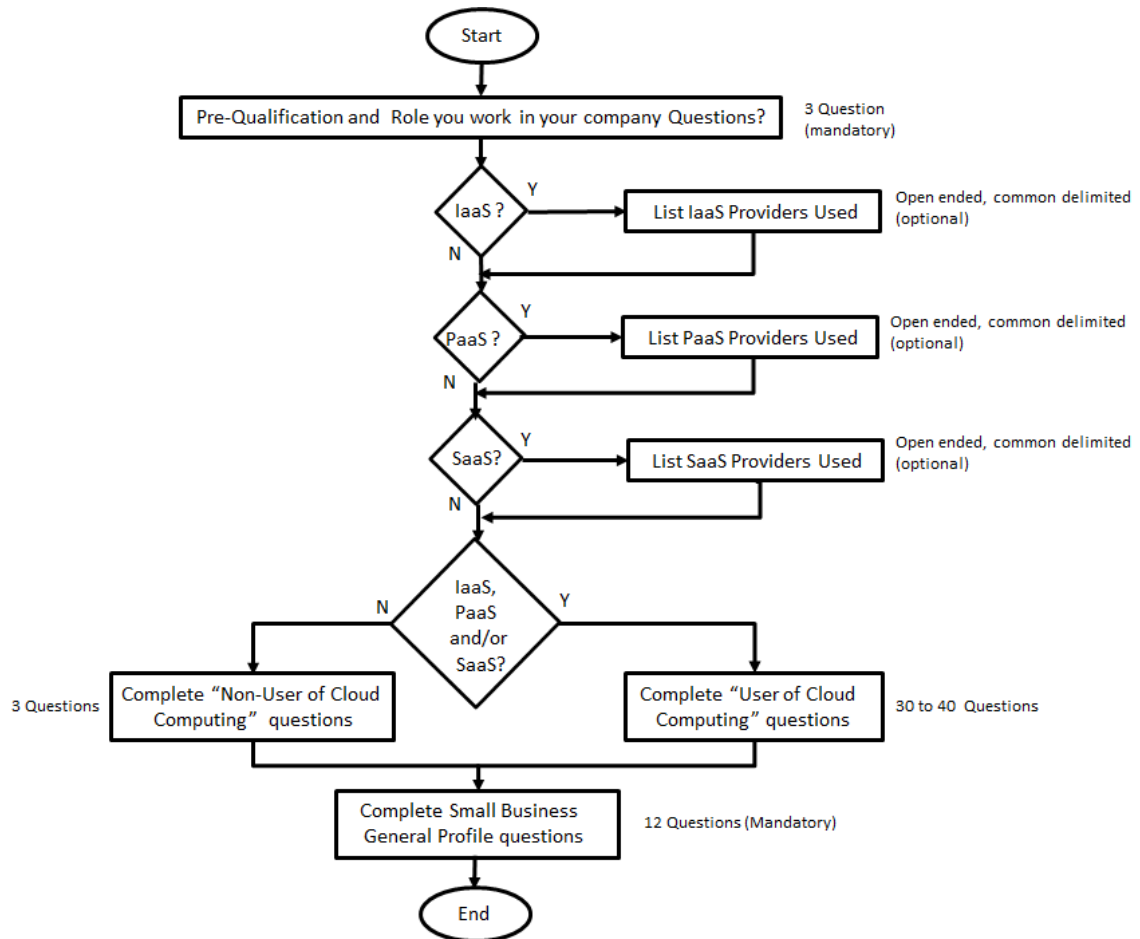 Start
Pre-Qualification and Role you work in your company Questions?
3 Question
(mandatory)
IaaS ?
Y
List IaaS Providers Used
Open ended, common delimited
(optional)
N
PaaS ?
Y
List PaaS Providers Used
Open ended, common delimited
(optional)
N
SaaS?
Y
List SaaS Providers Used
Open ended, common delimited
(optional)
N
IaaS,
PaaS
and/or
SaaS?
N
Y
3 Questions
Complete “Non-User of Cloud
Computing” questions
Complete “User of Cloud
Computing” questions
30 to 40 Questions
Complete Small Business
General Profile questions
12 Questions (Mandatory)
End